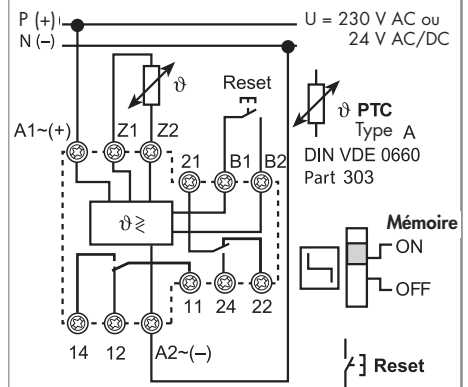 P (+)
U = 230 V AC ou
N (–)
24 V AC/DC
ϑ
Reset
ϑ PTC
Type A
DIN VDE 0660
Part 303
A1~(+)
Z1
Z2
21
B1
B2
ϑ ≷
Mémoire
ON
OFF
11
24
22
14
12
A2~(–)
Reset